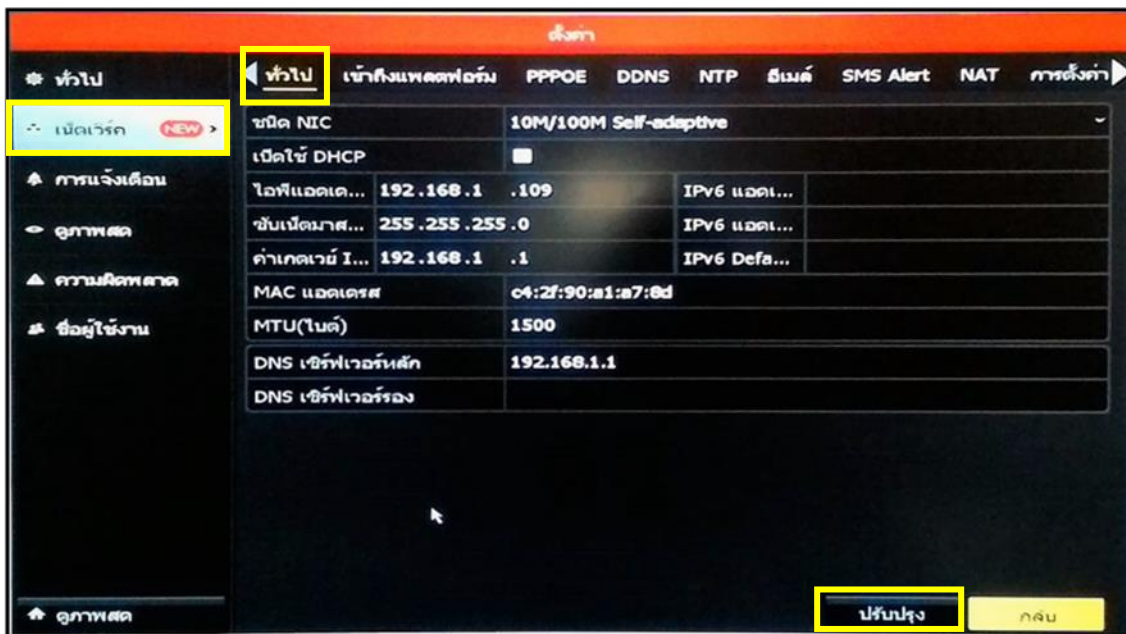 ตั้งค่า
ทั่วไป
เน็ตเวิร์ก NEW >
การแจ้งเตือน
ดูภาพสด
ความผิดพลาด
ชื่อผู้ใช้งาน
ดูภาพสด
ทั่วไป เข้าถึงแพลตฟอร์ม PPPOE DDNS NTP อีเมล์ SMS Alert NAT การตั้งค่า
ชนิด NIC 10M/100M Self-adaptive
เปิดใช้ DHCP
ไอพีแอดเด... 192.168.1 .109 IPv6 แอดเ...
ซับเน็ตมาส... 255.255.255.0 IPv6 แอดเ...
ค่าเกตเวย์ I... 192.168.1 .1 IPv6 Defa...
MAC แอดเดรส c4:2f:90:a1:a7:8d
MTU(ไบต์) 1500
DNS เซิร์ฟเวอร์หลัก 192.168.1.1
DNS เซิร์ฟเวอร์รอง
ปรับปรุง กลับ